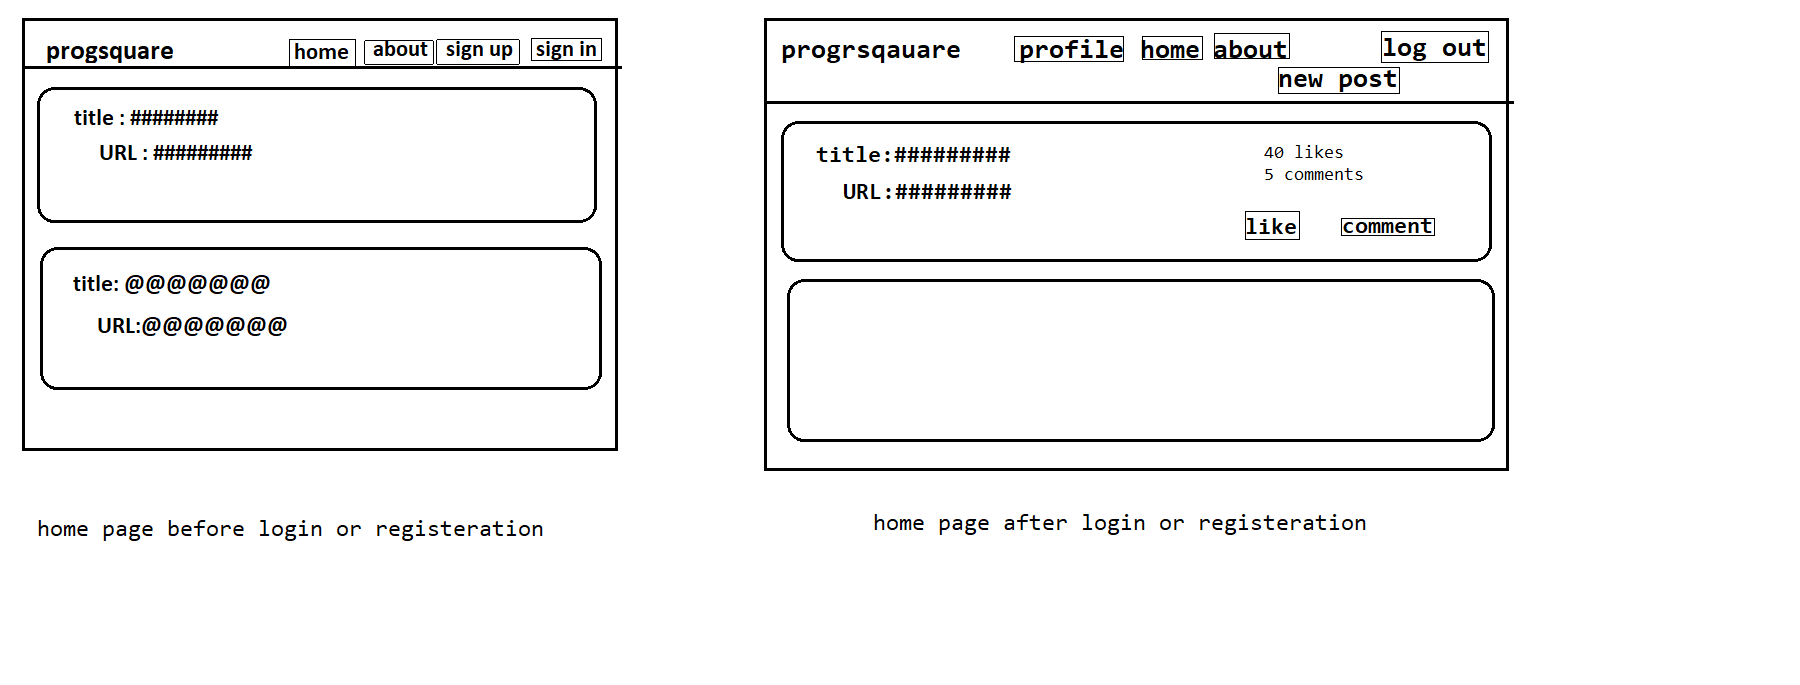 progsquare home about sign up sign in
title : ########
URL : #########
title: @@@@@@@
URL:@@@@@@@
home page before login or registeration
progrsqauare profile home about log out
new post
title:#########
URL:#########
40 likes
5 comments
like comment
home page after login or registeration